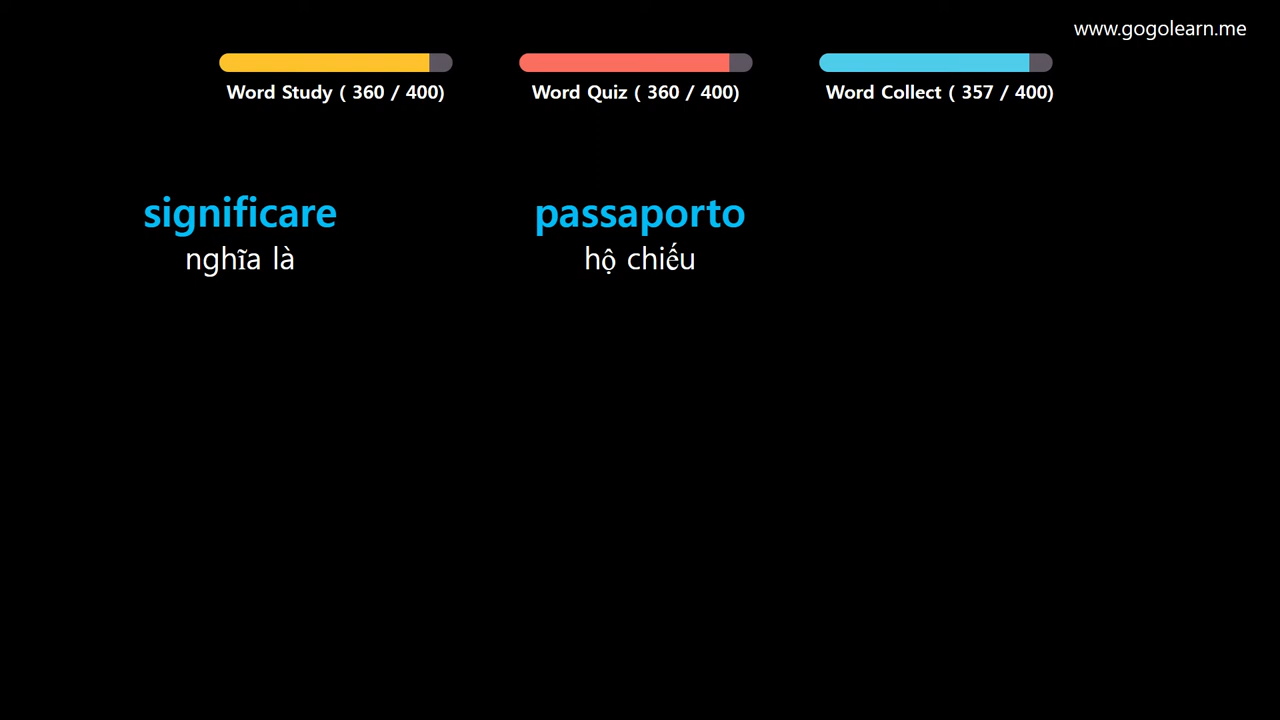 www.gogolearn.me
Word Study ( 360 / 400)
Word Quiz ( 360 / 400)
Word Collect ( 357 / 400)
significare
nghĩa là
passaporto
hộ chiếu